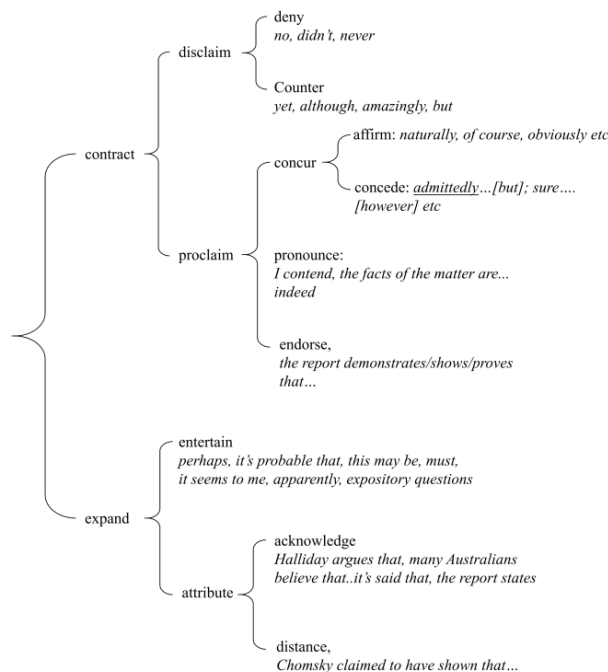 deny
no, didn't, never
disclaim
Counter
yet, although, amazingly, but
contract
affirm: naturally, of course, obviously etc
concur
concede: admittedly…[but]; sure….
[however] etc
proclaim
pronounce:
I contend, the facts of the matter are...
indeed
endorse,
the report demonstrates/shows/proves
that…
entertain
perhaps, it's probable that, this may be, must,
it seems to me, apparently, expository questions
expand
acknowledge
Halliday argues that, many Australians
believe that..it's said that, the report states
attribute
distance,
Chomsky claimed to have shown that…